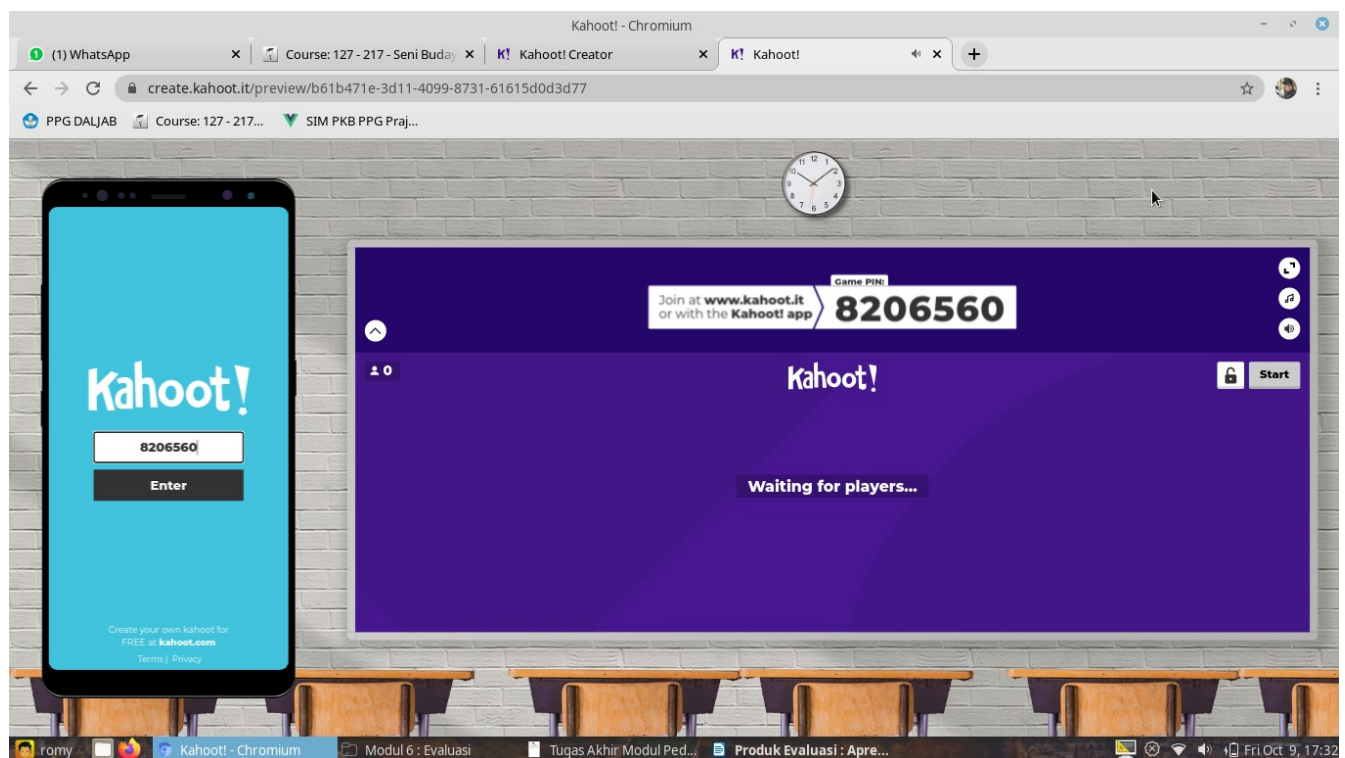 Kahoot! - Chromium
(1) WhatsApp
Course: 127 - 217 - Seni Buday
K! Kahoot! Creator
K! Kahoot!
create.kahoot.it/preview/b61b471e-3d11-4099-8731-61615d0d3d77
PPG DALJAB
Course: 127 - 217...
SIM PKB PPG Praj...
Kahoot!
8206560
Enter
Create your own kahoot for
FREE at kahoot.com
Terms | Privacy
Game PIN:
Join at www.kahoot.it
or with the Kahoot! app
8206560
0
Kahoot!
Start
Waiting for players...
romy
Kahoot! - Chromium
Modul 6 : Evaluasi
Tugas Akhir Modul Ped...
Produk Evaluasi : Apre...
Fri Oct 9, 17:32